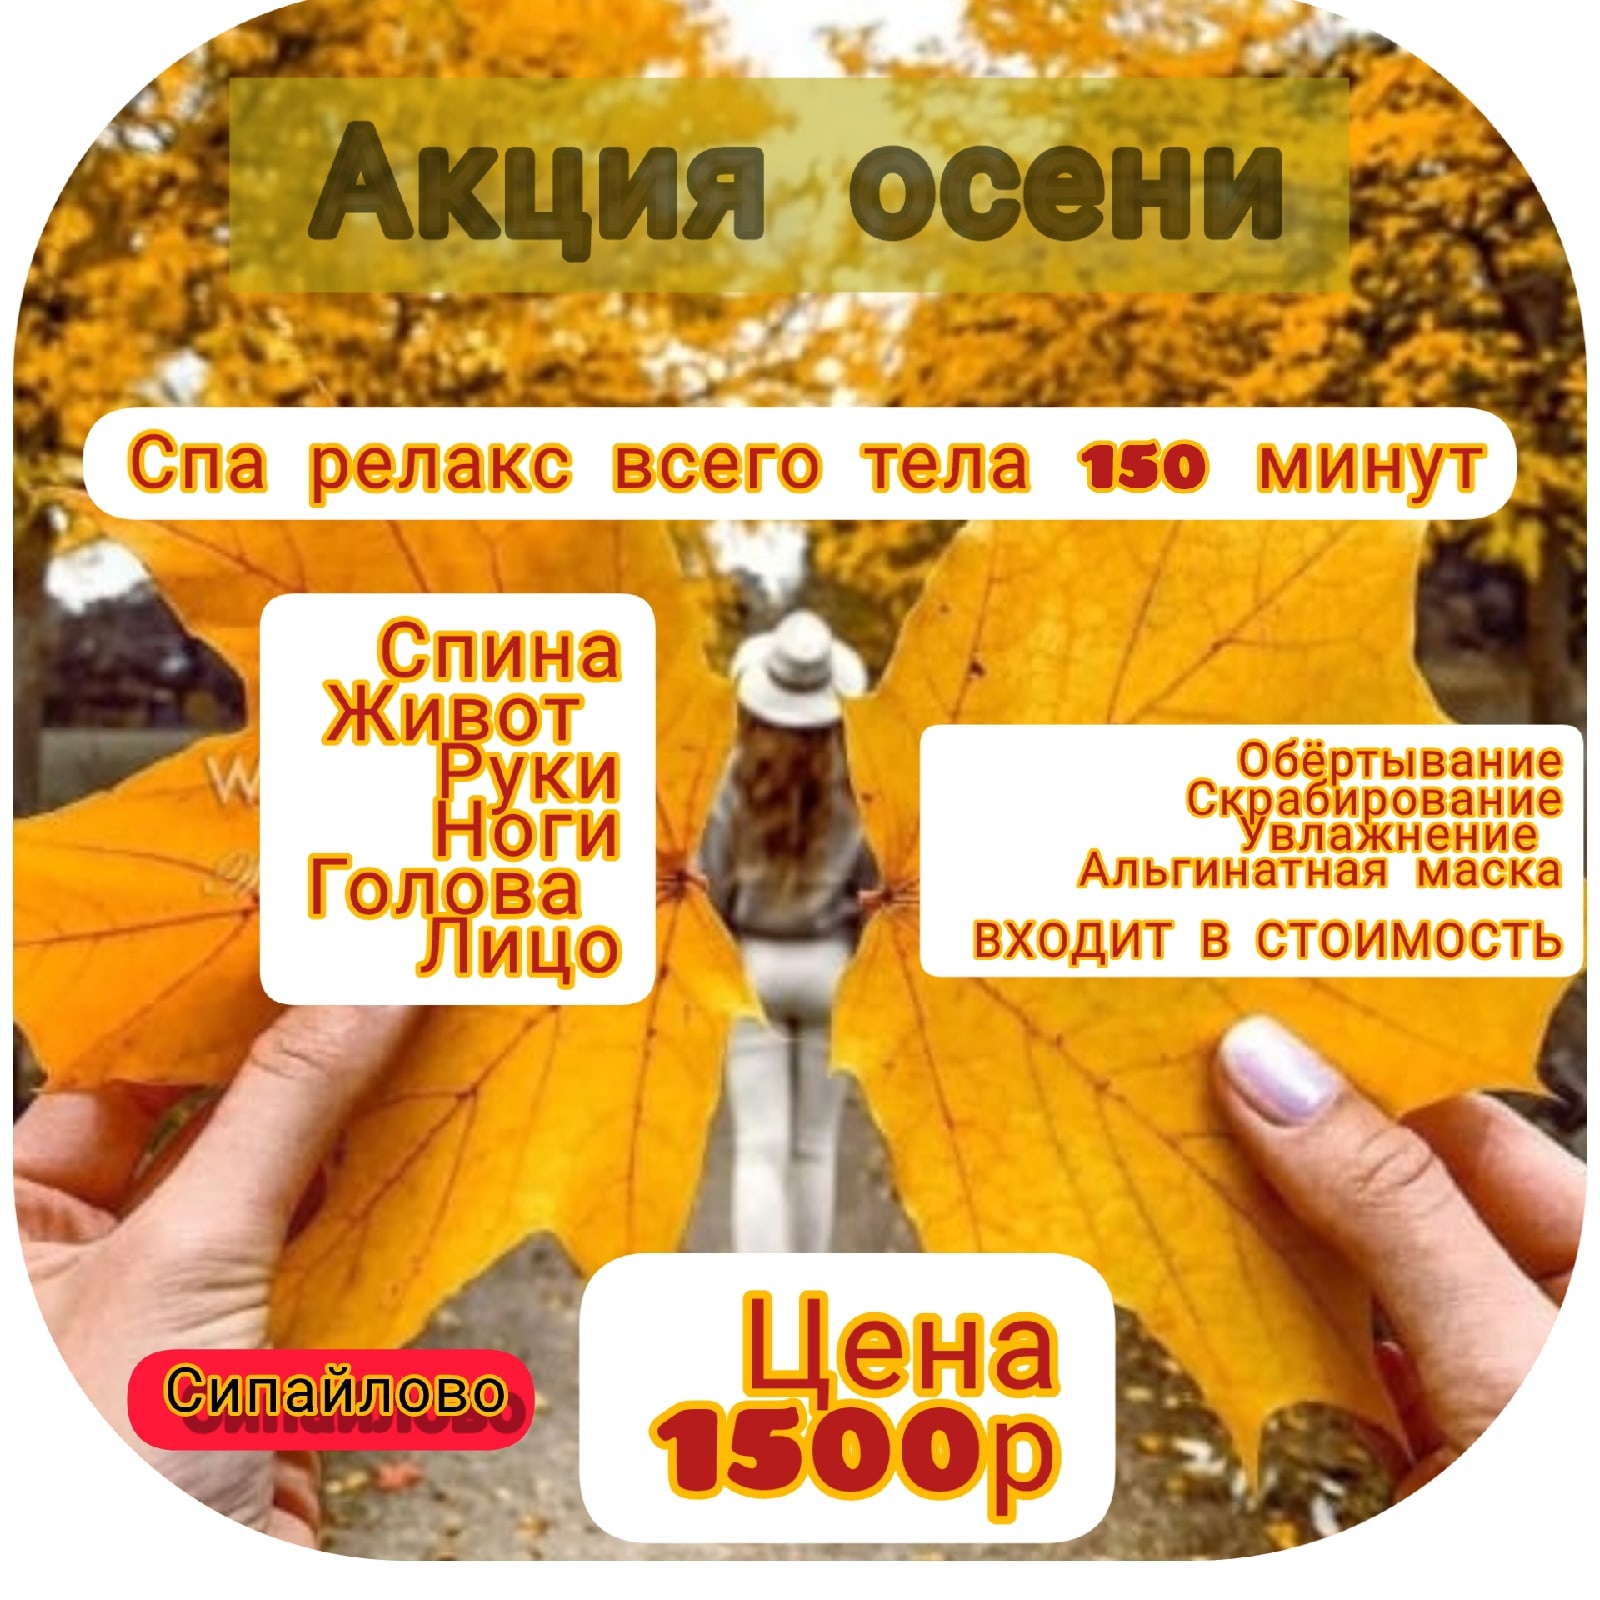 Акция осени
Спа релакс всего тела 150 минут
Спина
Живот
Руки
Ноги
Голова
Лицо
Обёртывание
Скрабирование
Увлажнение
Альгинатная маска
входит в стоимость
Цена
1500р
Сипайлово